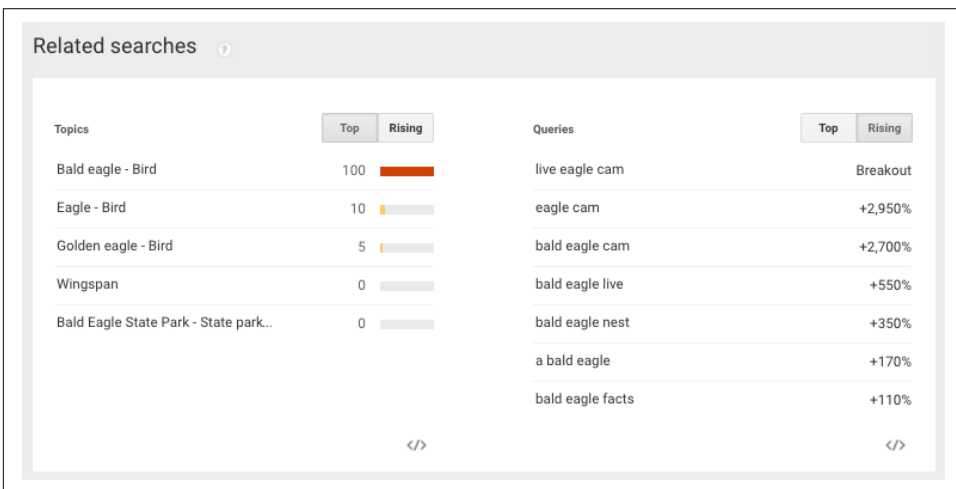 Related searches ?
Topics Top Rising
Bald eagle - Bird 100
Eagle - Bird 10
Golden eagle - Bird 5
Wingspan 0
Bald Eagle State Park - State park... 0
</>
Queries Top Rising
live eagle cam Breakout
eagle cam +2,950%
bald eagle cam +2,700%
bald eagle live +550%
bald eagle nest +350%
a bald eagle +170%
bald eagle facts +110%
</>